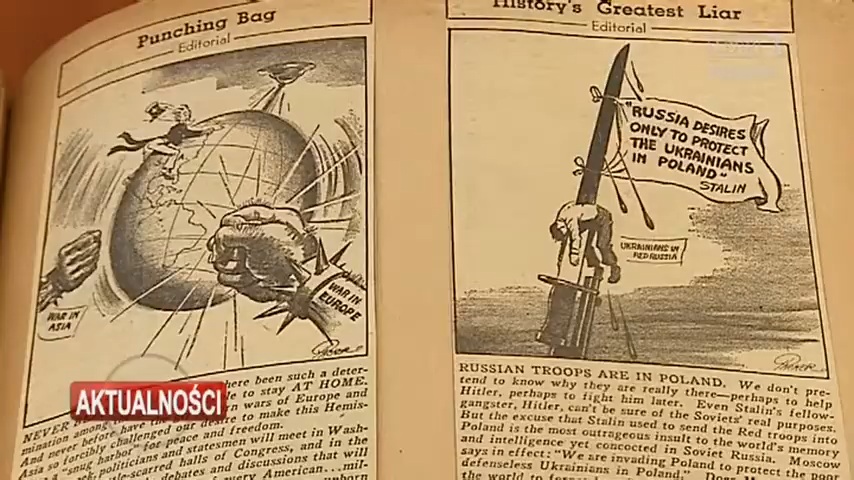 Punching Bag
Editorial
WAR IN
ASIA
WAR IN
EUROPE
here been such a deter-
le to stay AT HOME.
NEVER
mination among
wn wars of Europe and
And never before have
Asia so forcibly challenged our desire to make this Hemis-
"snug harbor" for peace and freedom.
politicians and statesmen will meet in Wash-
scarred halls of Congress, and in the
debates and discussions that will
every American...mil-
unborn
AKTUALNOŚCI
History's Greatest Liar
Editorial
"RUSSIA DESIRES
ONLY TO PROTECT
THE UKRAINIANS
IN POLAND"
STALIN
UKRAINIANS IN
RED RUSSIA
RUSSIAN TROOPS ARE IN POLAND. We don't pre-
tend to know why they are really there—perhaps to help
Hitler, perhaps to fight him later. Even Stalin's fellow-
gangster, Hitler, can't be sure of the Soviets' real purposes.
But the excuse that Stalin used to send the Red troops into
Poland is the most outrageous insult to the world's memory
and intelligence yet concocted in Soviet Russia. Moscow
says in effect: "We are invading Poland to protect the poor
defenseless Ukrainians in Poland."
the world to